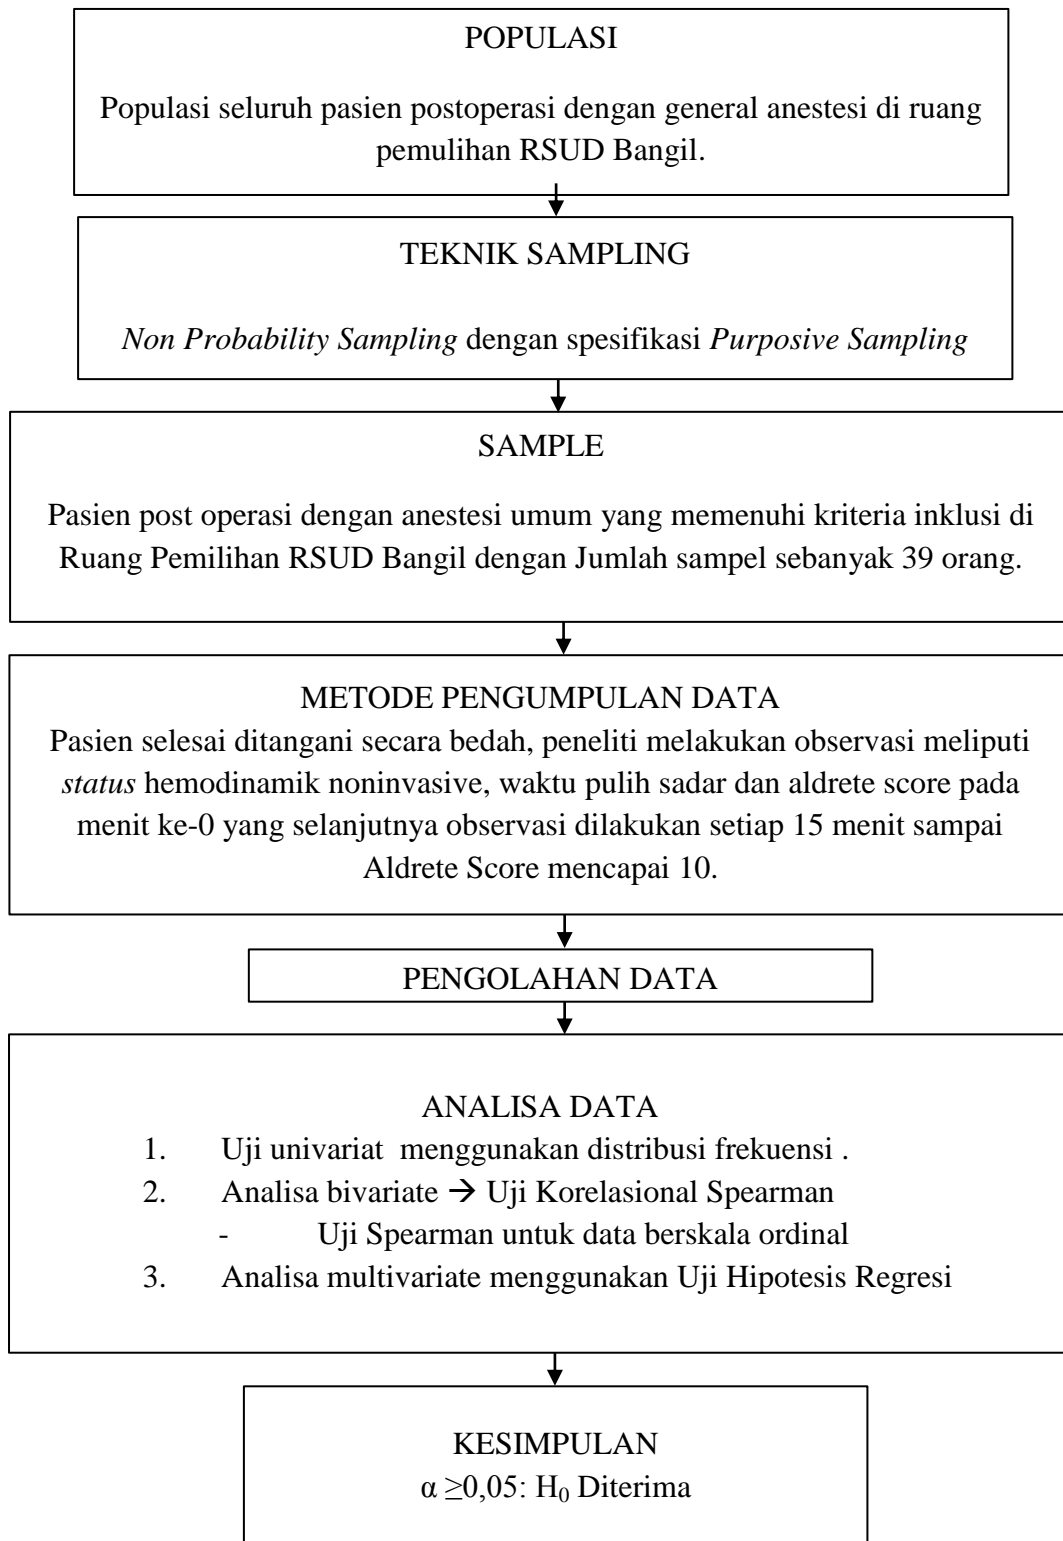 POPULASI
Populasi seluruh pasien postoperasi dengan general anestesi di ruang
pemulihan RSUD Bangil.
TEKNIK SAMPLING
Non Probability Sampling dengan spesifikasi Purposive Sampling
SAMPLE
Pasien post operasi dengan anestesi umum yang memenuhi kriteria inklusi di
Ruang Pemilihan RSUD Bangil dengan Jumlah sampel sebanyak 39 orang.
METODE PENGUMPULAN DATA
Pasien selesai ditangani secara bedah, peneliti melakukan observasi meliputi
status hemodinamik noninvasive, waktu pulih sadar dan aldrete score pada
menit ke-0 yang selanjutnya observasi dilakukan setiap 15 menit sampai
Aldrete Score mencapai 10.
PENGOLAHAN DATA
ANALISA DATA
1. Uji univariat menggunakan distribusi frekuensi .
2. Analisa bivariate → Uji Korelasional Spearman
- Uji Spearman untuk data berskala ordinal
3. Analisa multivariate menggunakan Uji Hipotesis Regresi
KESIMPULAN
α ≥0,05: H₀ Diterima